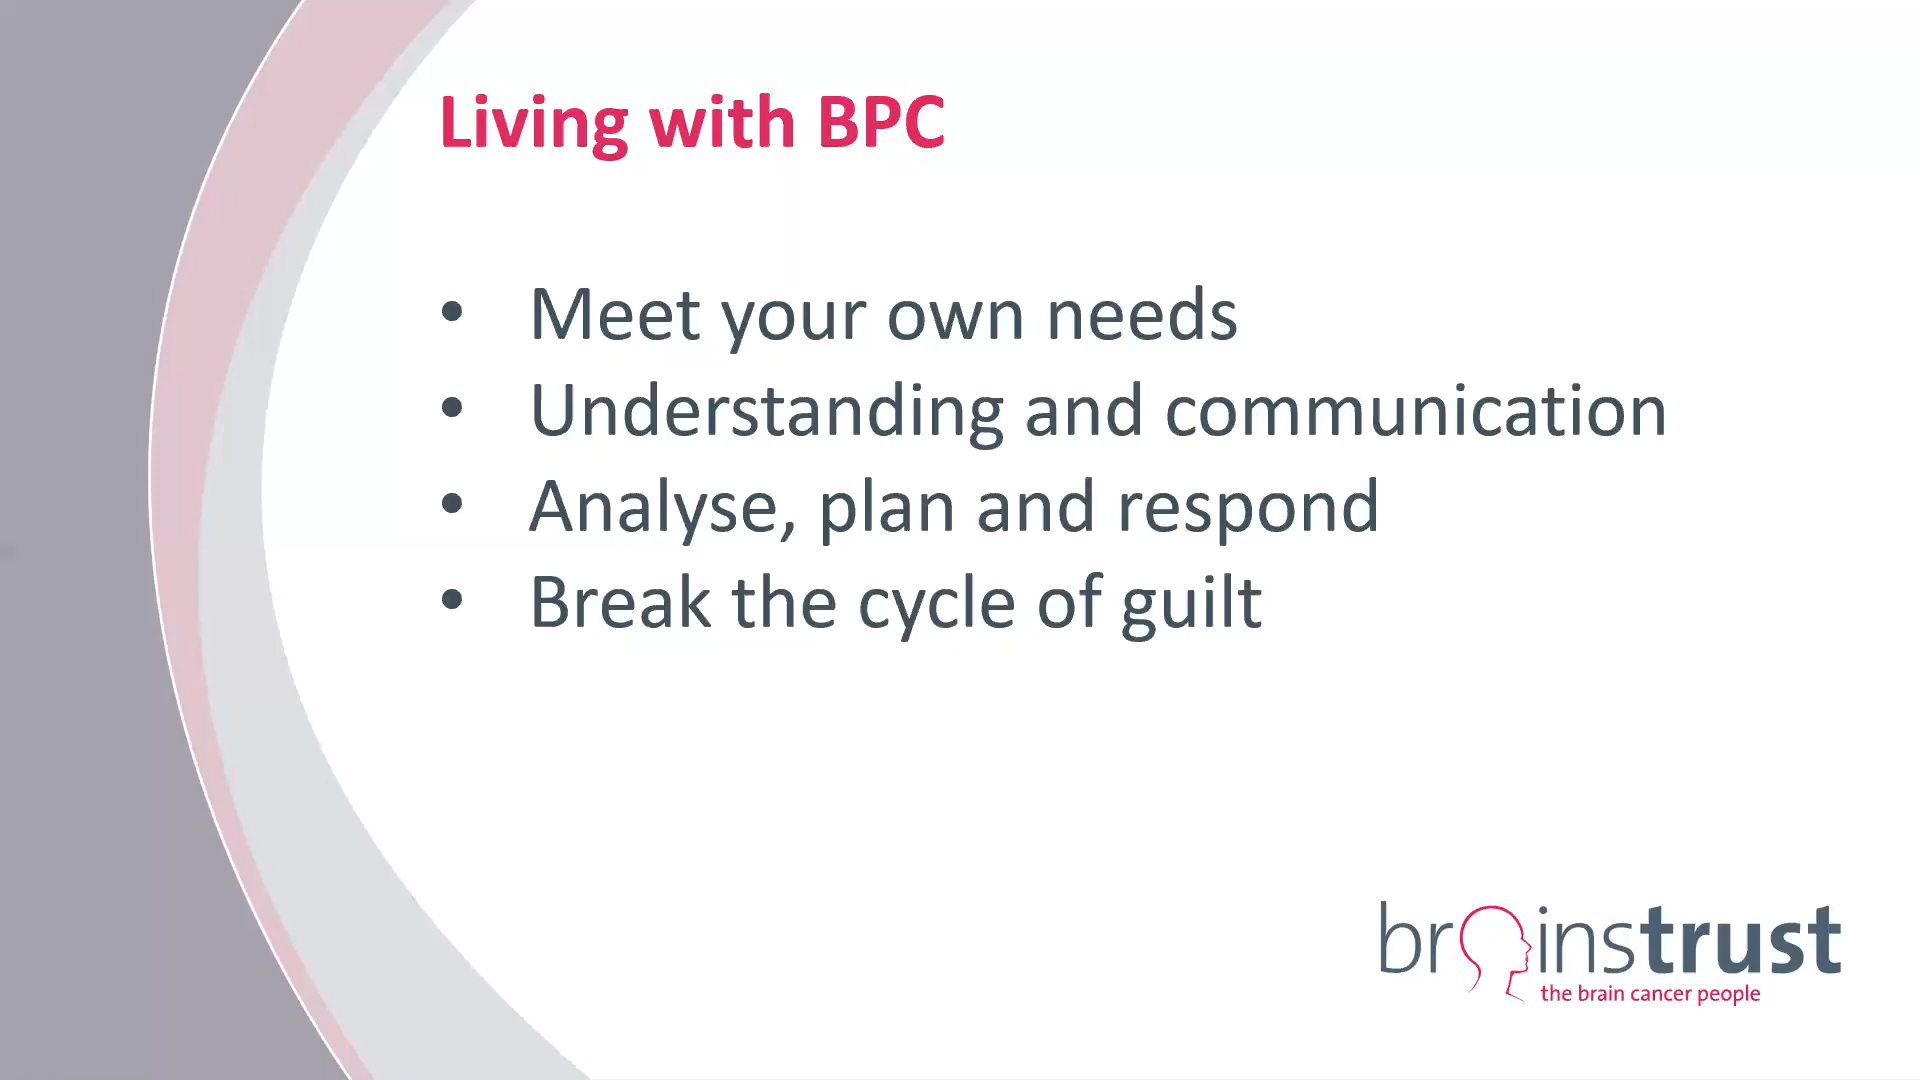 Living with BPC
• Meet your own needs
• Understanding and communication
• Analyse, plan and respond
• Break the cycle of guilt
brainstrust
the brain cancer people